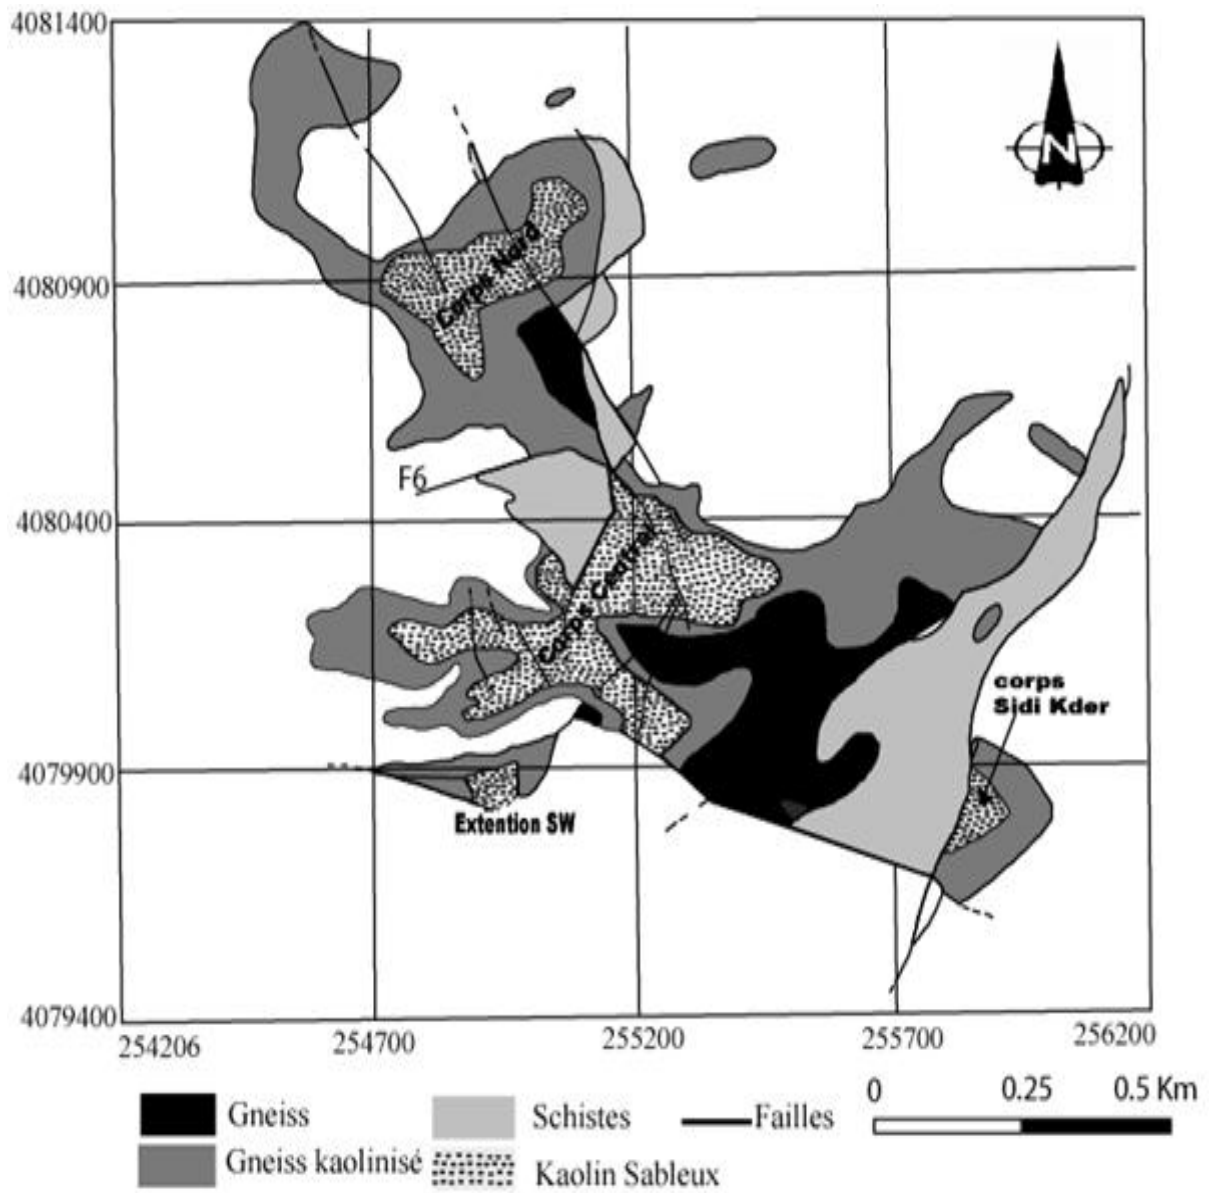 4081400
N
Corps Nord
4080900
F6
4080400
Corps Central
corps
Sidi Kder
4079900
Extention SW
4079400
254206
254700
255200
255700
256200
0
0.25
0.5 Km
Gneiss
Schistes
Failles
Gneiss kaolinisé
Kaolin Sableux